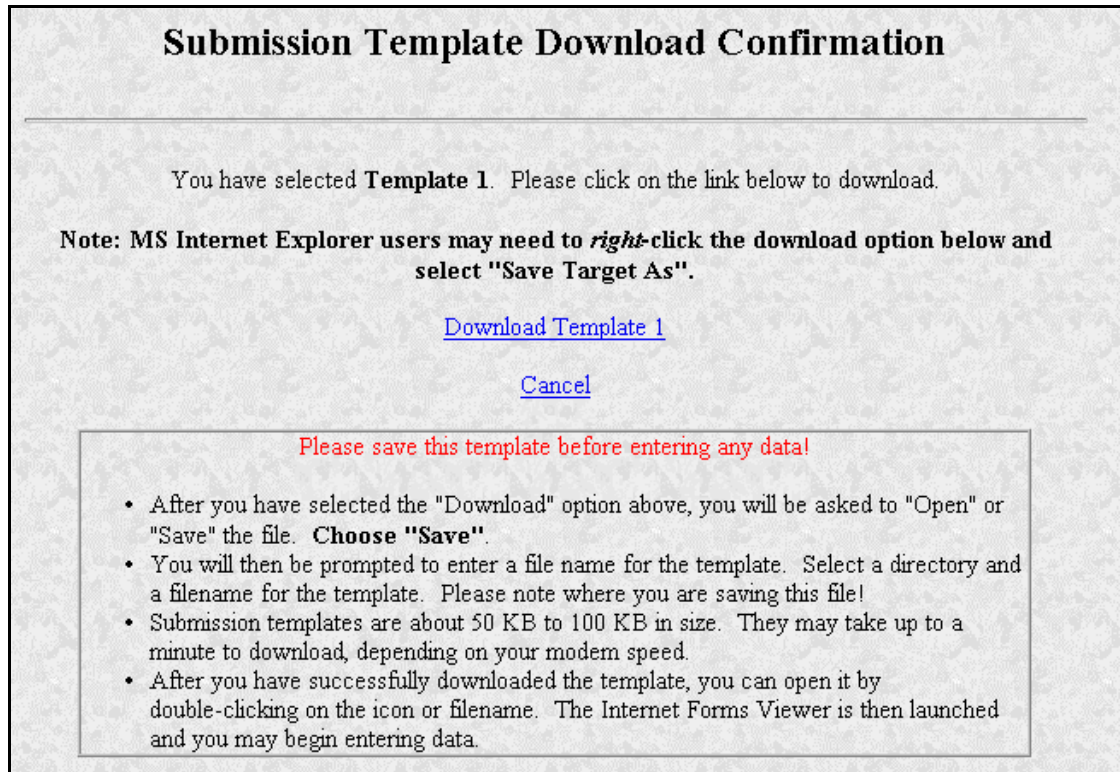 Submission Template Download Confirmation
You have selected Template 1. Please click on the link below to download.
Note: MS Internet Explorer users may need to right-click the download option below and
select "Save Target As".
Download Template 1
Cancel
Please save this template before entering any data!
• After you have selected the "Download" option above, you will be asked to "Open" or
"Save" the file. Choose "Save".
• You will then be prompted to enter a file name for the template. Select a directory and
a filename for the template. Please note where you are saving this file!
• Submission templates are about 50 KB to 100 KB in size. They may take up to a
minute to download, depending on your modem speed.
• After you have successfully downloaded the template, you can open it by
double-clicking on the icon or filename. The Internet Forms Viewer is then launched
and you may begin entering data.